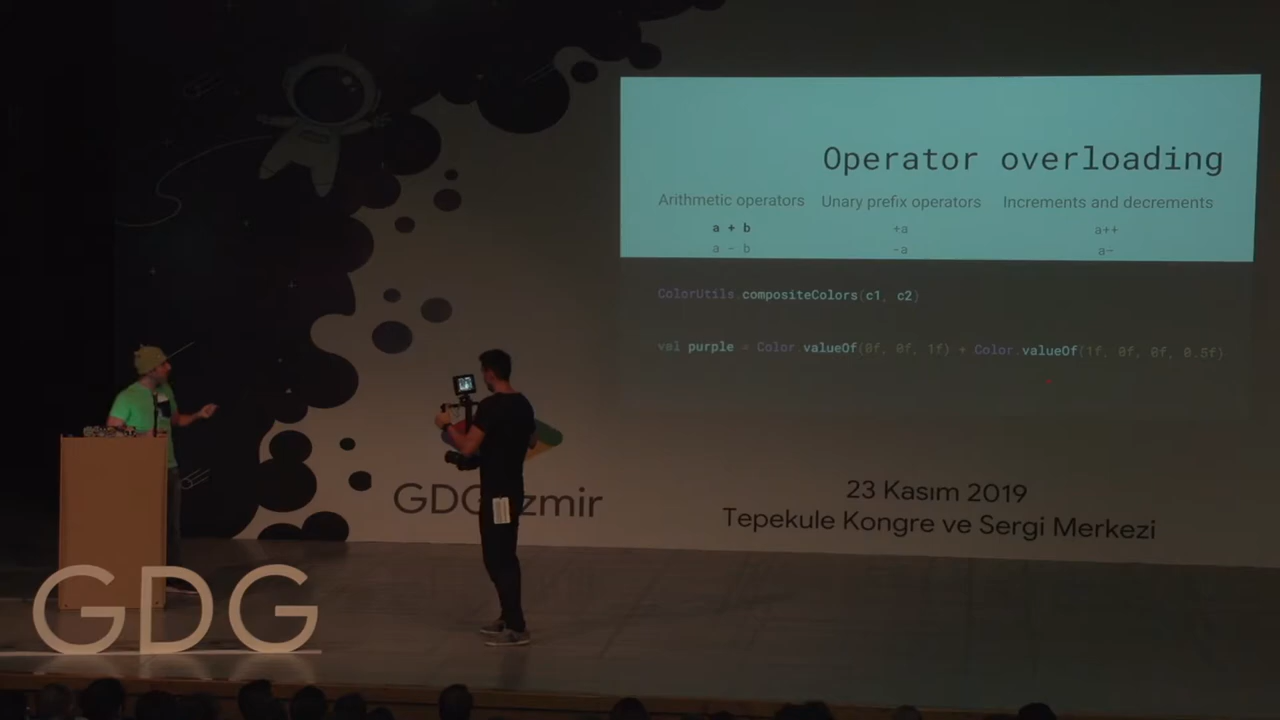 Operator overloading
Arithmetic operators Unary prefix operators Increments and decrements
a + b +a a++
a - b -a a--
ColorUtils.compositeColors(c1, c2)
val purple = Color.valueOf(0f, 0f, 1f) + Color.valueOf(1f, 0f, 0f, 0.5f)
GDG zmir
23 Kasım 2019
Tepekule Kongre ve Sergi Merkezi
GDG